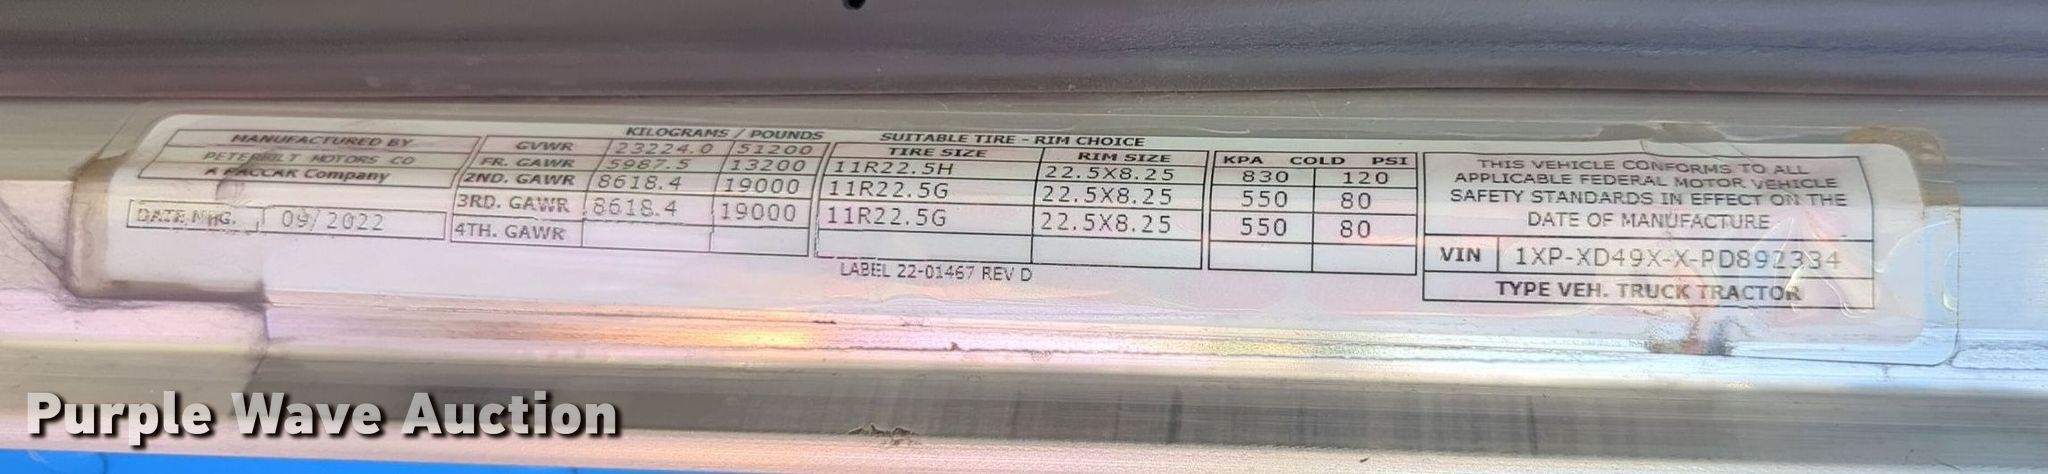 MANUFACTURED BY
PETERBILT MOTORS CO
A PACCAR Company
DATE MFG. 09/2022
KILOGRAMS / POUNDS
GVWR 23224.0 51200
FR. GAWR 5987.5 13200
2ND. GAWR 8618.4 19000
3RD. GAWR 8618.4 19000
4TH. GAWR
SUITABLE TIRE - RIM CHOICE
TIRE SIZE RIM SIZE
11R22.5H 22.5X8.25
11R22.5G 22.5X8.25
11R22.5G 22.5X8.25
KPA COLD PSI
830 120
550 80
550 80
LABEL 22-01467 REV D
THIS VEHICLE CONFORMS TO ALL
APPLICABLE FEDERAL MOTOR VEHICLE
SAFETY STANDARDS IN EFFECT ON THE
DATE OF MANUFACTURE
VIN 1XP-XD49X-X-PD892334
TYPE VEH. TRUCK TRACTOR
Purple Wave Auction